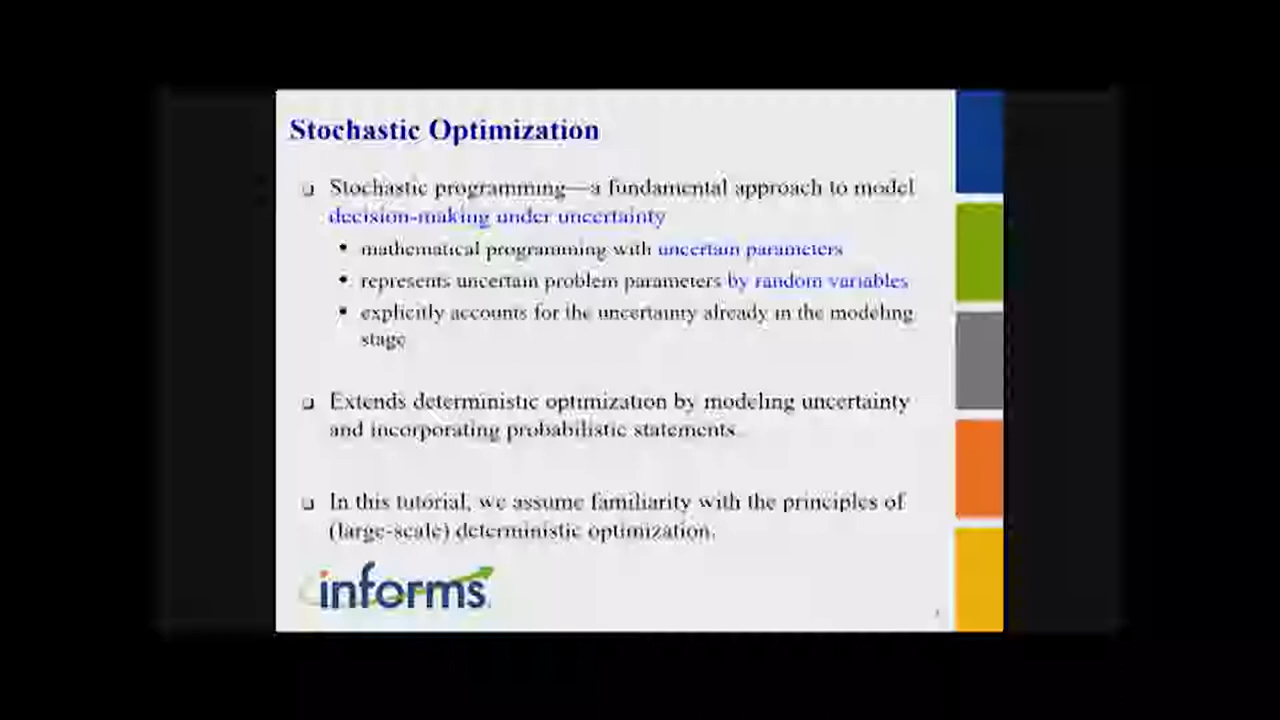 Stochastic Optimization
Stochastic programming—a fundamental approach to model
decision-making under uncertainty
• mathematical programming with uncertain parameters
• represents uncertain problem parameters by random variables
• explicitly accounts for the uncertainty already in the modeling
stage
Extends deterministic optimization by modeling uncertainty
and incorporating probabilistic statements.
In this tutorial, we assume familiarity with the principles of
(large-scale) deterministic optimization.
informs